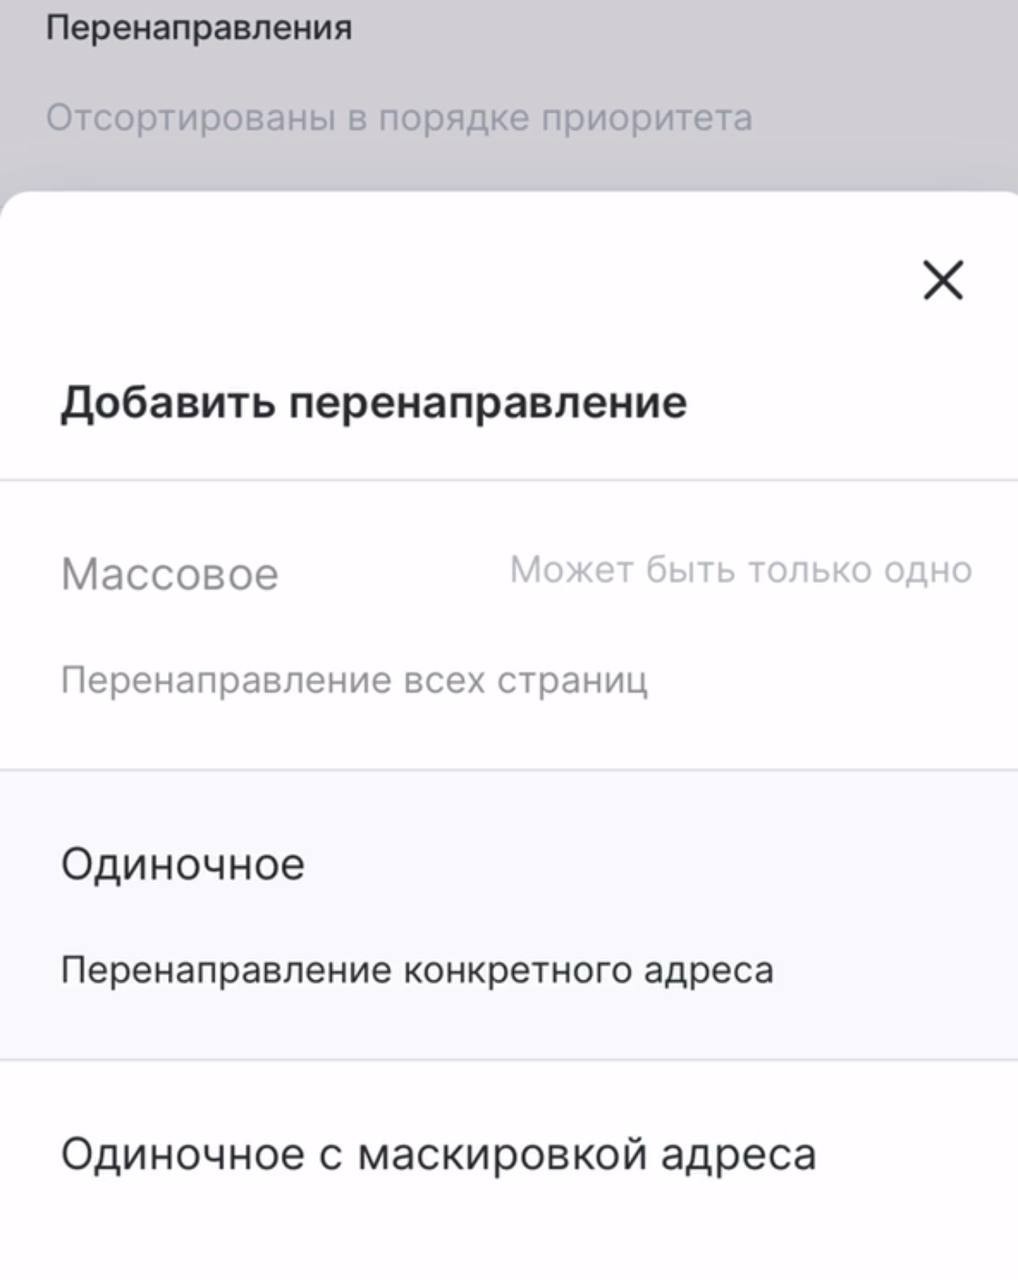 Перенаправления
Отсортированы в порядке приоритета
Добавить перенаправление
Массовое
Может быть только одно
Перенаправление всех страниц
Одиночное
Перенаправление конкретного адреса
Одиночное с маскировкой адреса